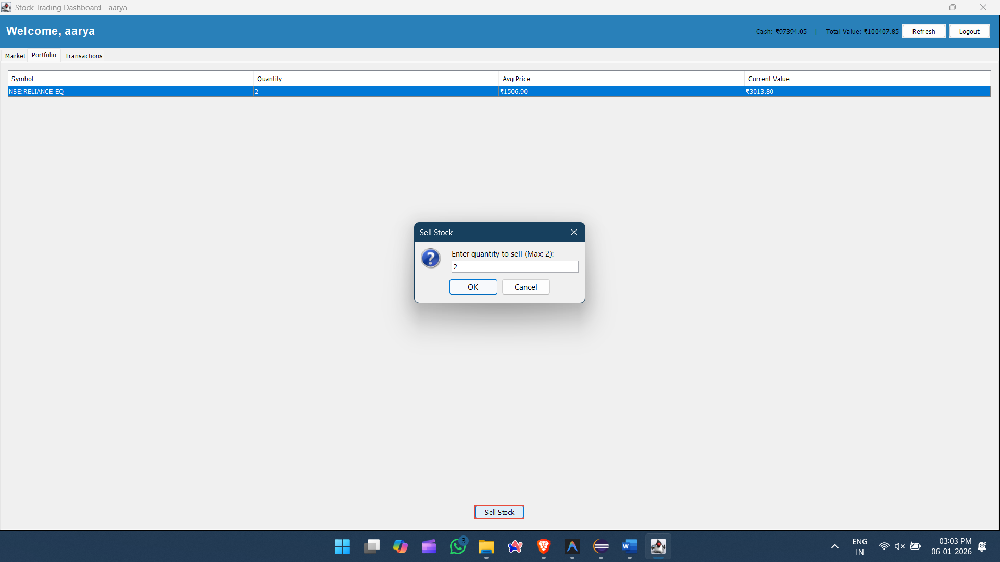 Stock Trading Dashboard - aarya
Welcome, aarya
Cash: ₹97394.05 | Total Value: ₹100407.85 Refresh Logout
Market Portfolio Transactions
Symbol Quantity Avg Price Current Value
NSE:RELIANCE-EQ 2 ₹1506.90 ₹3013.80
Sell Stock
Enter quantity to sell (Max: 2):
2
OK Cancel
Sell Stock
3
W
ENG
IN
03:03 PM
06-01-2026